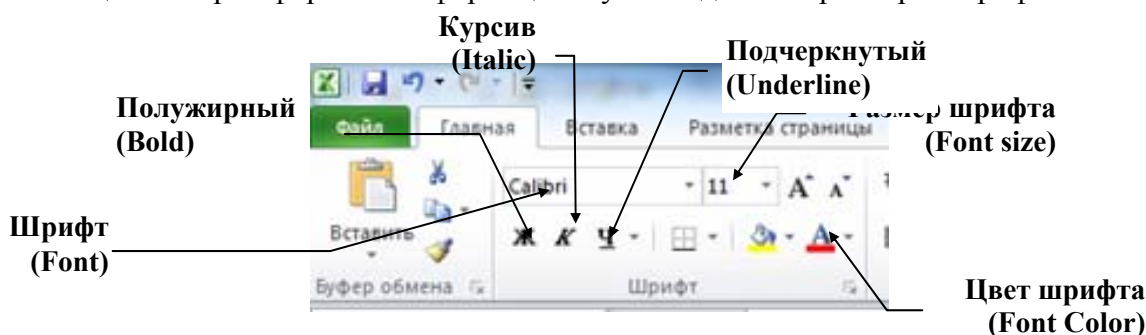 Курсив
(Italic)
Подчеркнутый
(Underline)
Полужирный
(Bold)
шрифта
(Font size)
Файл Главная Вставка Разметка страницы
Calibri 11 А А
Вставить
Ж К Ч А
Шрифт
(Font)
Буфер обмена Шрифт
Цвет шрифта
(Font Color)